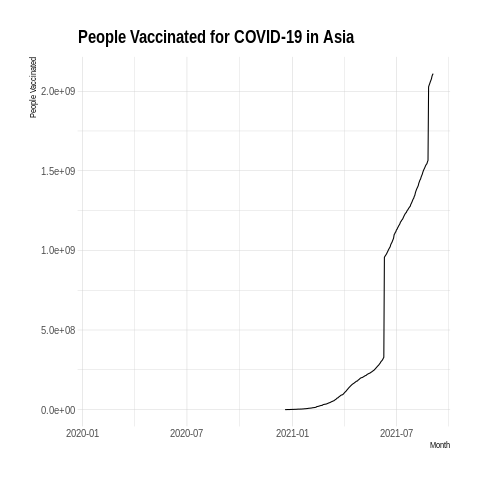 People Vaccinated for COVID-19 in Asia
People Vaccinated
2.0e+09
1.5e+09
1.0e+09
5.0e+08
0.0e+00
2020-01 2020-07 2021-01 2021-07
Month